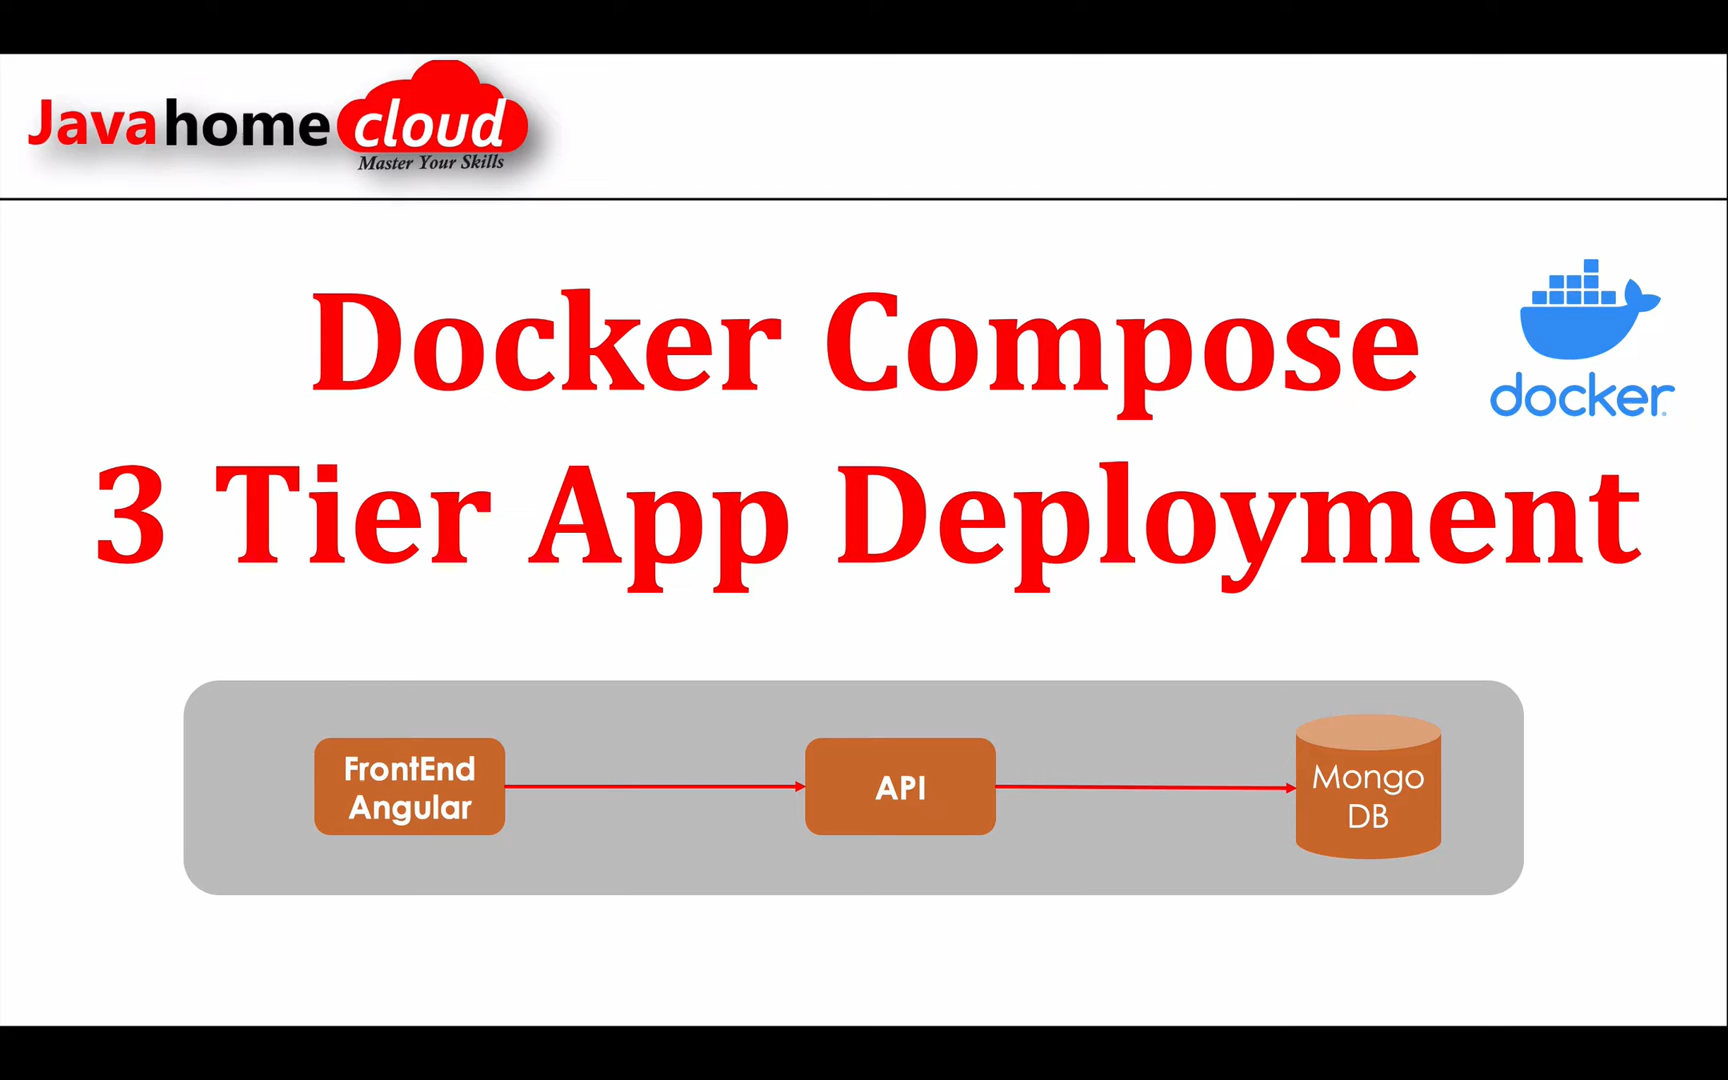 Javahome cloud
Master Your Skills
Docker Compose
docker
3 Tier App Deployment
FrontEnd
Angular
API
Mongo
DB